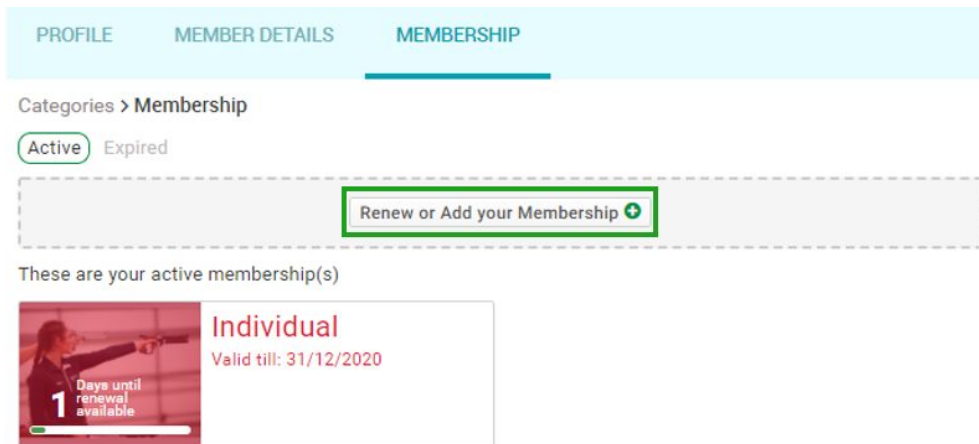 PROFILE MEMBER DETAILS MEMBERSHIP
Categories > Membership
Active Expired
Renew or Add your Membership
These are your active membership(s)
Individual
Valid till: 31/12/2020
1 Days until
renewal
available